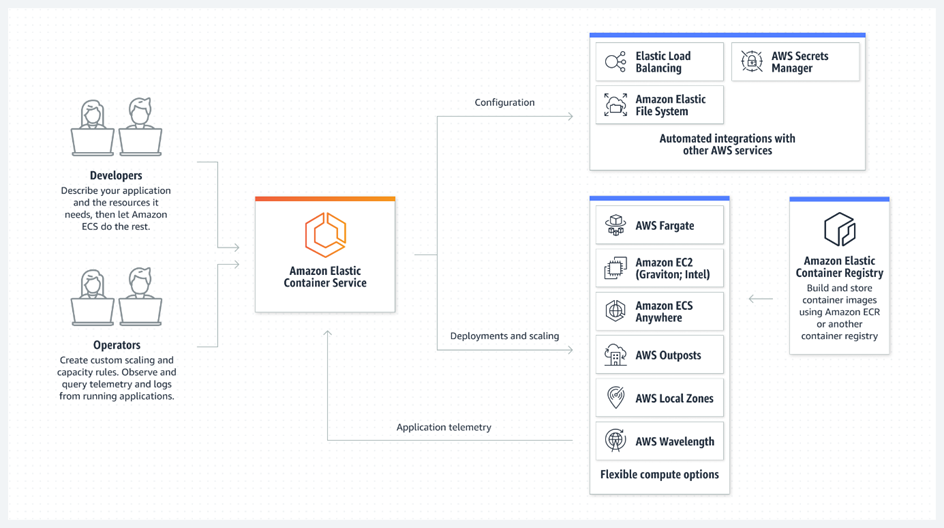 Developers
Describe your application
and the resources it
needs, then let Amazon
ECS do the rest.
Operators
Create custom scaling and
capacity rules. Observe and
query telemetry and logs
from running applications.
Amazon Elastic
Container Service
Configuration
Deployments and scaling
Application telemetry
Elastic Load
Balancing
AWS Secrets
Manager
Amazon Elastic
File System
Automated integrations with
other AWS services
AWS Fargate
Amazon EC2
(Graviton; Intel)
Amazon ECS
Anywhere
AWS Outposts
AWS Local Zones
AWS Wavelength
Flexible compute options
Amazon Elastic
Container Registry
Build and store
container images
using Amazon ECR
or another
container registry